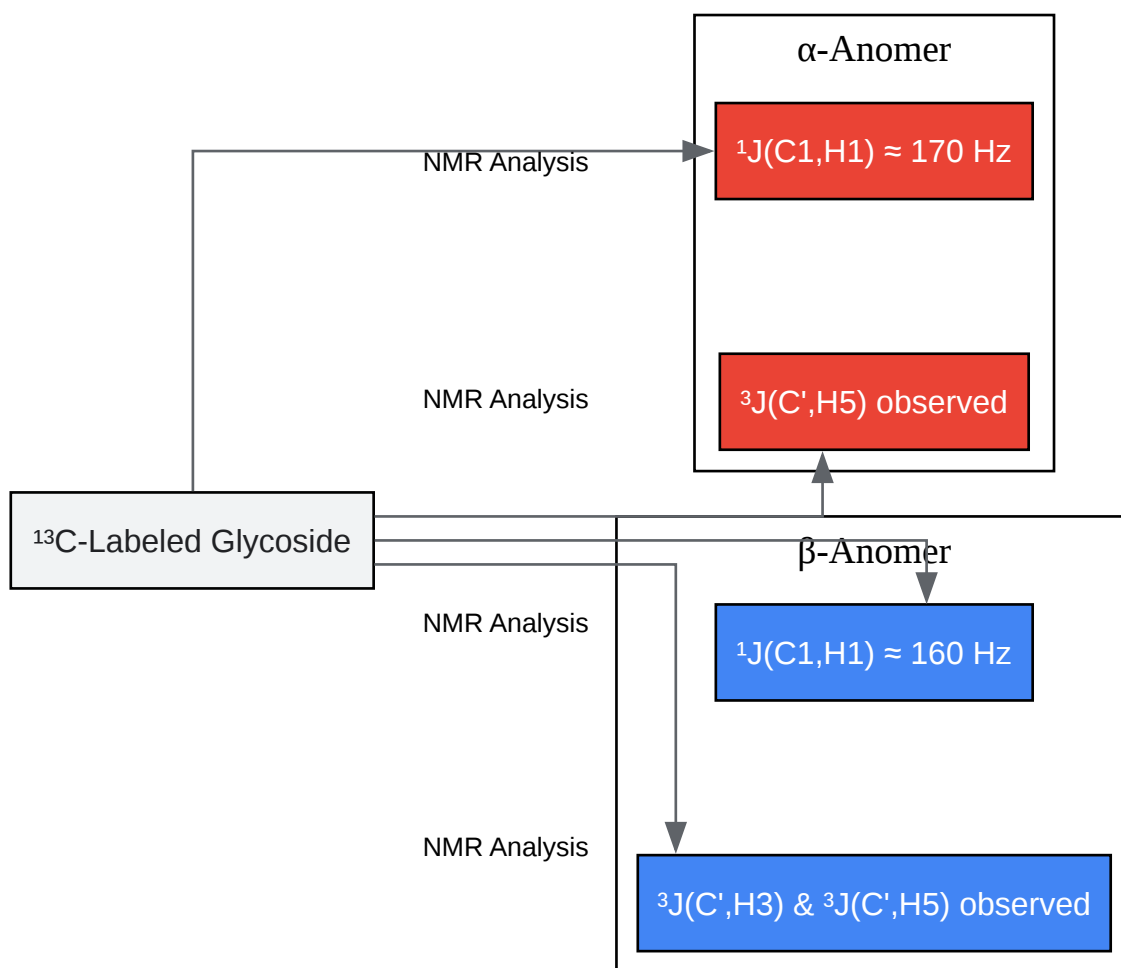 α-Anomer
¹J(C1,H1) ≈ 170 Hz
NMR Analysis
³J(C',H5) observed
NMR Analysis
¹³C-Labeled Glycoside
β-Anomer
NMR Analysis
¹J(C1,H1) ≈ 160 Hz
NMR Analysis
³J(C',H3) & ³J(C',H5) observed